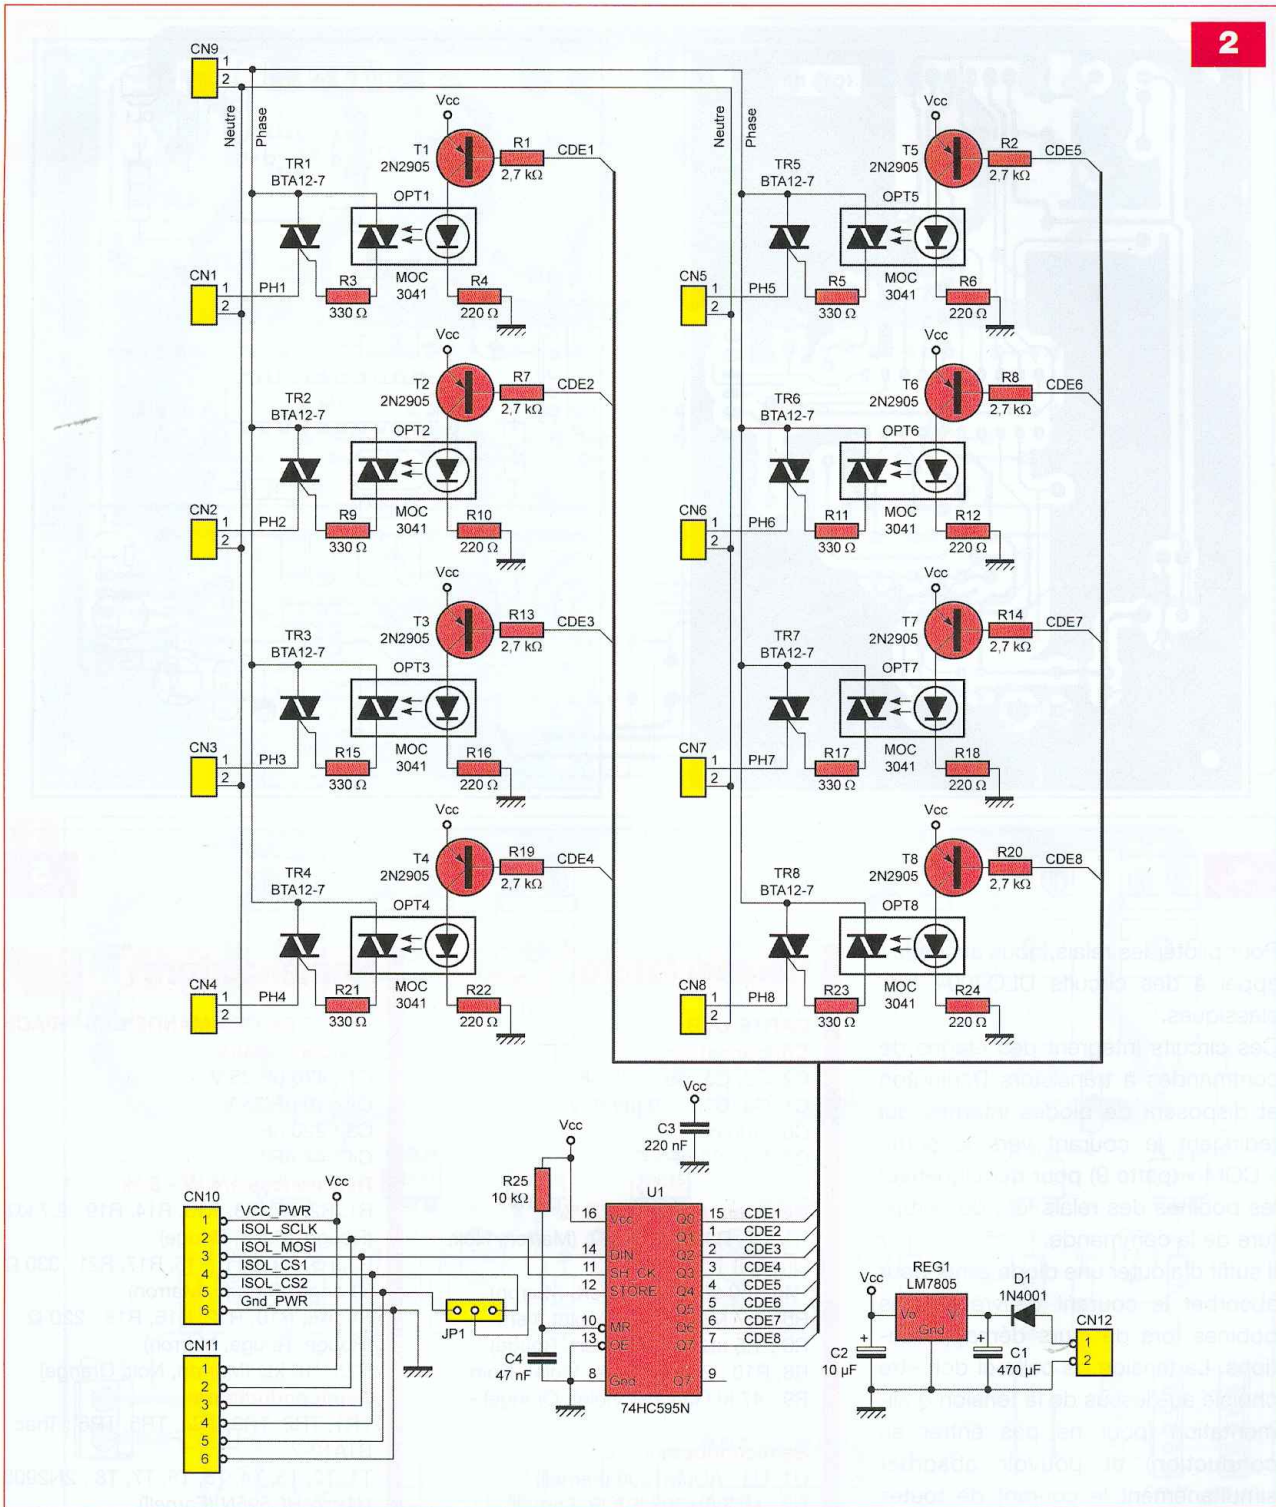 2
CN9
1
2
Neutre
Phase
Vcc
T1
2N2905
R1
2,7 kΩ
CDE1
TR1
BTA12-7
OPT1
MOC
3041
CN1
1
2
PH1
R3
330 Ω
R4
220 Ω
Neutre
Phase
Vcc
T5
2N2905
R2
2,7 kΩ
CDE5
TR5
BTA12-7
OPT5
MOC
3041
CN5
1
2
PH5
R5
330 Ω
R6
220 Ω
Vcc
T2
2N2905
R7
2,7 kΩ
CDE2
TR2
BTA12-7
OPT2
MOC
3041
CN2
1
2
PH2
R9
330 Ω
R10
220 Ω
Vcc
T6
2N2905
R8
2,7 kΩ
CDE6
TR6
BTA12-7
OPT6
MOC
3041
CN6
1
2
PH6
R11
330 Ω
R12
220 Ω
Vcc
T3
2N2905
R13
2,7 kΩ
CDE3
TR3
BTA12-7
OPT3
MOC
3041
CN3
1
2
PH3
R15
330 Ω
R16
220 Ω
Vcc
T7
2N2905
R14
2,7 kΩ
CDE7
TR7
BTA12-7
OPT7
MOC
3041
CN7
1
2
PH7
R17
330 Ω
R18
220 Ω
Vcc
T4
2N2905
R19
2,7 kΩ
CDE4
TR4
BTA12-7
OPT4
MOC
3041
CN4
1
2
PH4
R21
330 Ω
R22
220 Ω
Vcc
T8
2N2905
R20
2,7 kΩ
CDE8
TR8
BTA12-7
OPT8
MOC
3041
CN8
1
2
PH8
R23
330 Ω
R24
220 Ω
Vcc
C3
220 nF
Vcc
R25
10 kΩ
U1
16 Vcc
14 DIN
11 SH_CK
12 STORE
10 MR
13 OE
8 Gnd
Q0 15 CDE1
Q1 1 CDE2
Q2 2 CDE3
Q3 3 CDE4
Q4 4 CDE5
Q5 5 CDE6
Q6 6 CDE7
Q7 7 CDE8
Q7' 9
74HC595N
C4
47 nF
JP1
Vcc
CN10
1 VCC_PWR
2 ISOL_SCLK
3 ISOL_MOSI
4 ISOL_CS1
5 ISOL_CS2
6 Gnd_PWR
CN11
1
2
3
4
5
6
Vcc
REG1
LM7805
Vo
Vi
Gnd
D1
1N4001
CN12
1
2
+
C2
10 µF
+
C1
470 µF